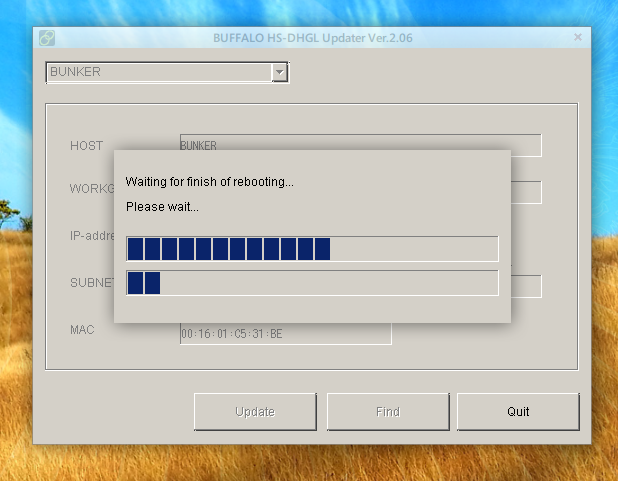 BUFFALO HS-DHGL Updater Ver.2.06
BUNKER
HOST
BUNKER
Waiting for finish of rebooting...
Please wait...
WORKG
IP-addre
SUBNET
MAC
00:16:01:C5:31:BE
Update
Find
Quit